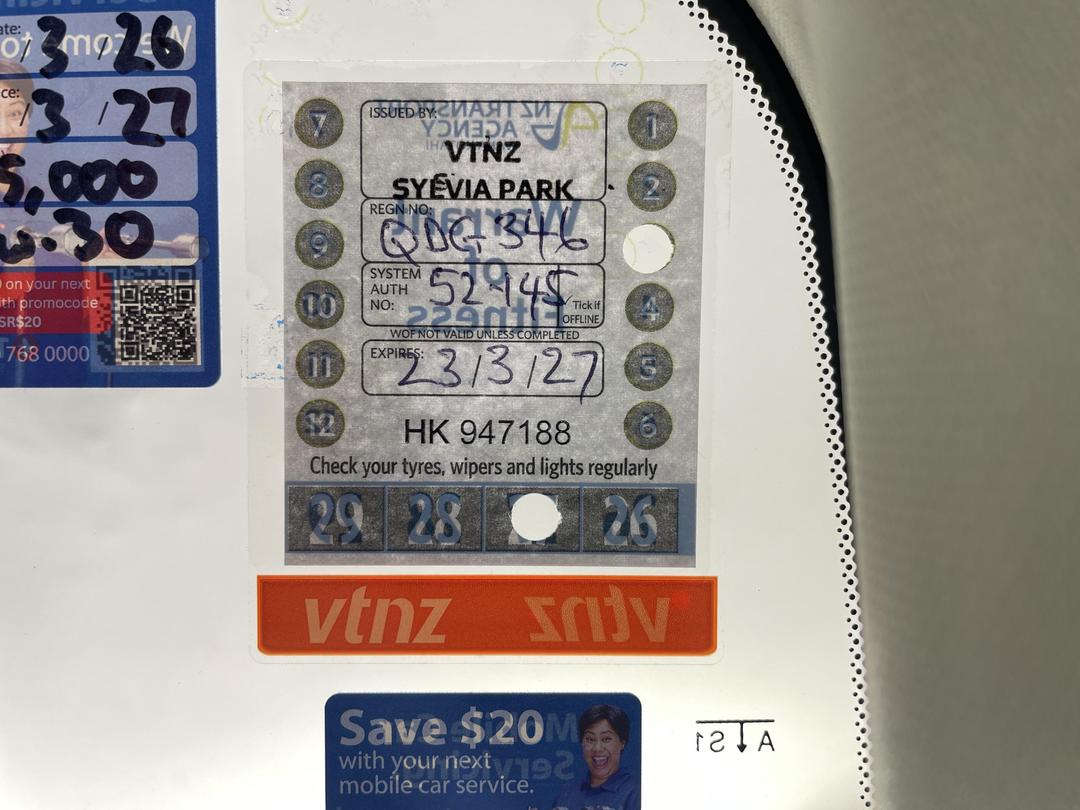 ate:
/3 /26
ce:
/3 /27
5,000
w.30
on your next
th promocode
SR$20
768 0000
7
8
9
10
11
12
ISSUED BY:
VTNZ
SYLVIA PARK
REGN NO:
QDG346
SYSTEM
AUTH
NO:
52945
Tick if
OFFLINE
WOF NOT VALID UNLESS COMPLETED
EXPIRES:
23/3/27
HK 947188
Check your tyres, wipers and lights regularly
1
2
4
5
6
29 28 26
NZ TRANSPORT
AGENCY
Warrant
of
Fitness
vtnz vtnz
Save $20
with your next
mobile car service.
A S1